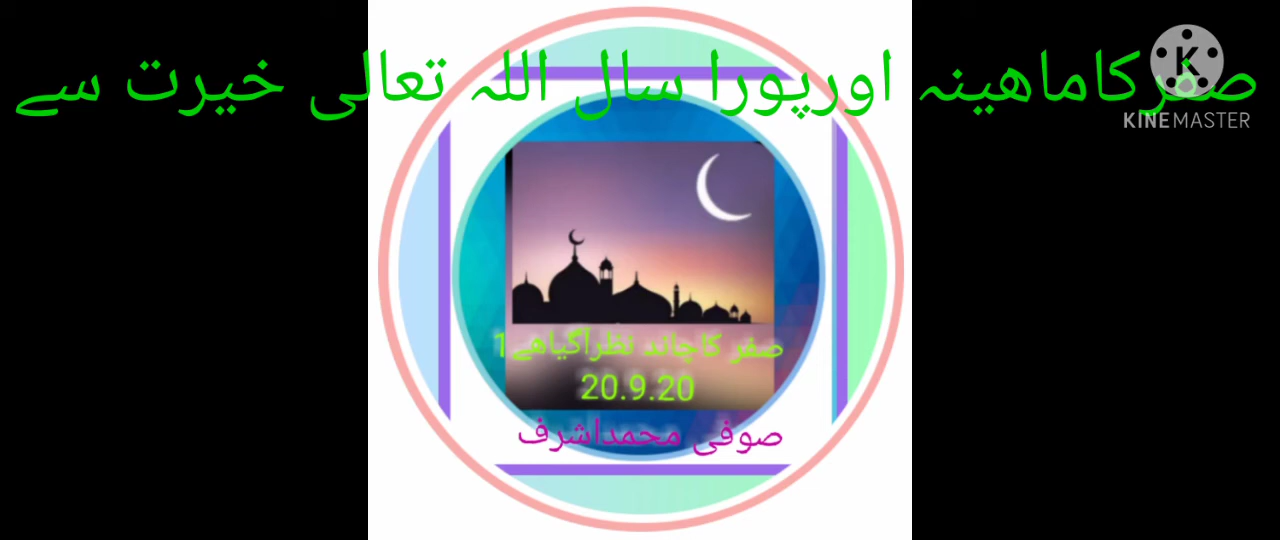 صفرکاماھینہ اورپورا سال اللہ تعالی خیرت سے
KINEMASTER
صفر کاچاند نظرآگیاھے1
20.9.20
صوفی محمداشرف